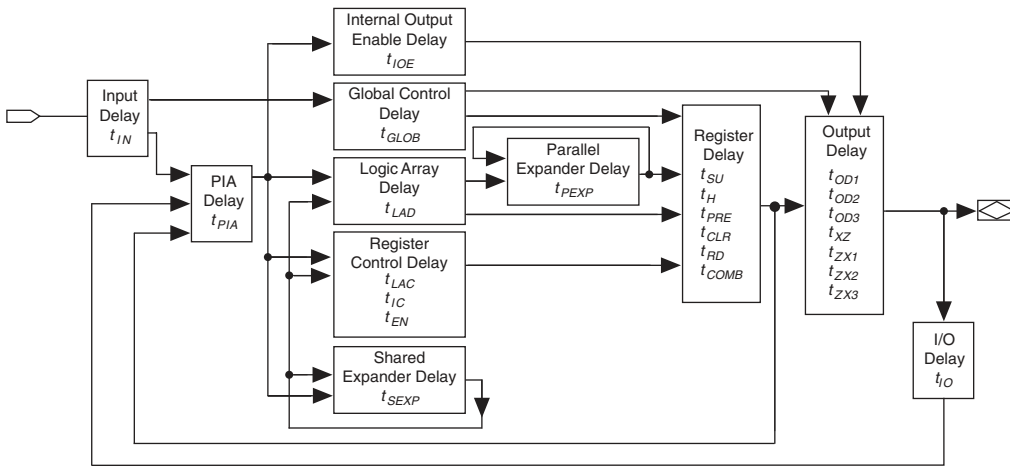 Internal Output
Enable Delay
tIOE
Input
Delay
tIN
Global Control
Delay
tGLOB
PIA
Delay
tPIA
Logic Array
Delay
tLAD
Parallel
Expander Delay
tPEXP
Register
Control Delay
tLAC
tIC
tEN
Shared
Expander Delay
tSEXP
Register
Delay
tSU
tH
tPRE
tCLR
tRD
tCOMB
Output
Delay
tOD1
tOD2
tOD3
tXZ
tZX1
tZX2
tZX3
I/O
Delay
tIO